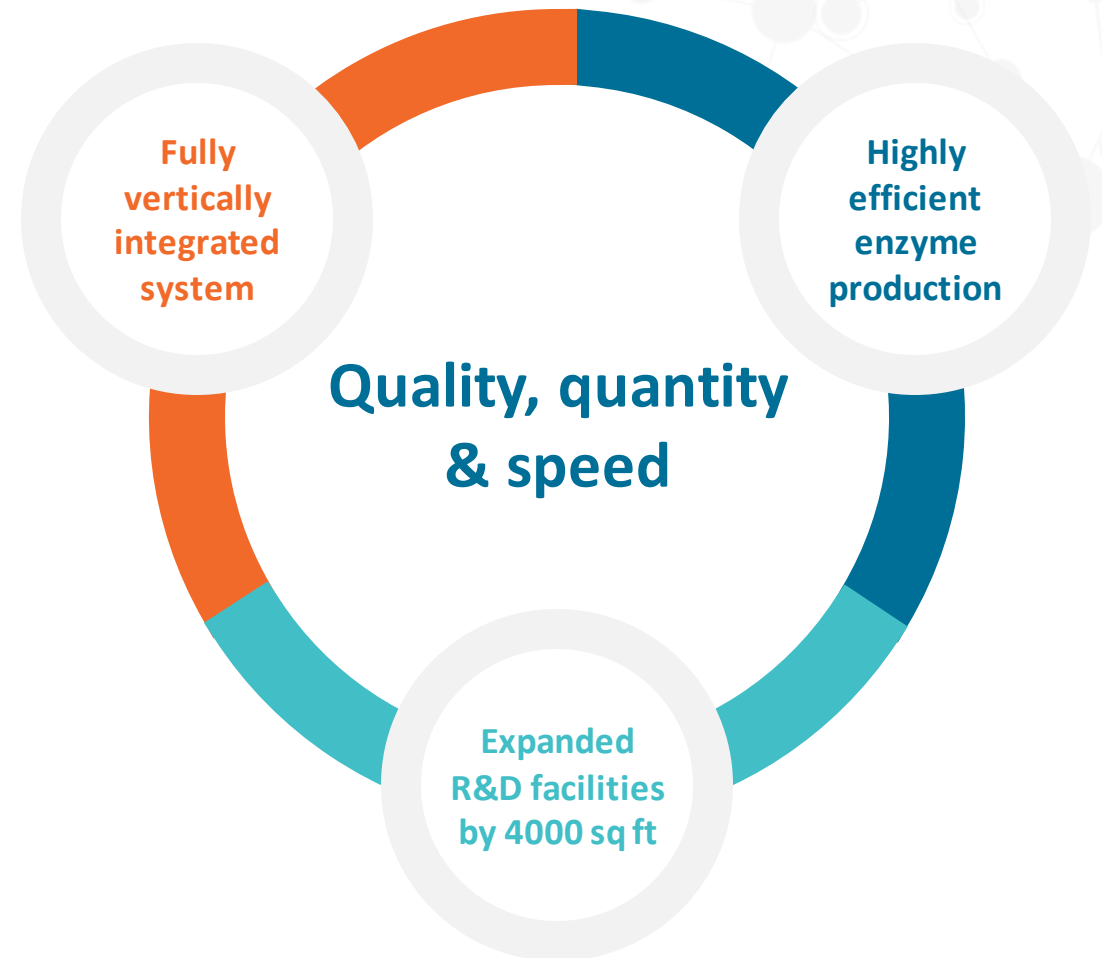 Fully
vertically
integrated
system
Highly
efficient
enzyme
production
Quality, quantity
& speed
Expanded
R&D facilities
by 4000 sq ft